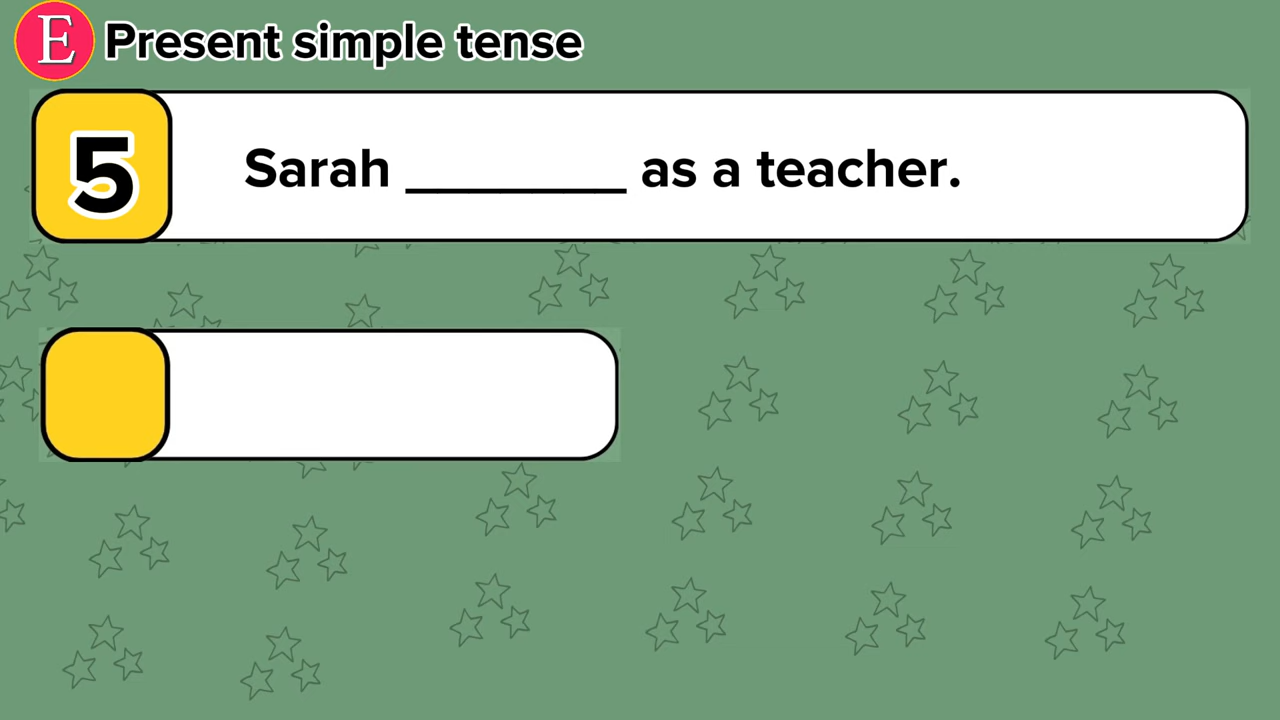 E Present simple tense
5 Sarah ________ as a teacher.